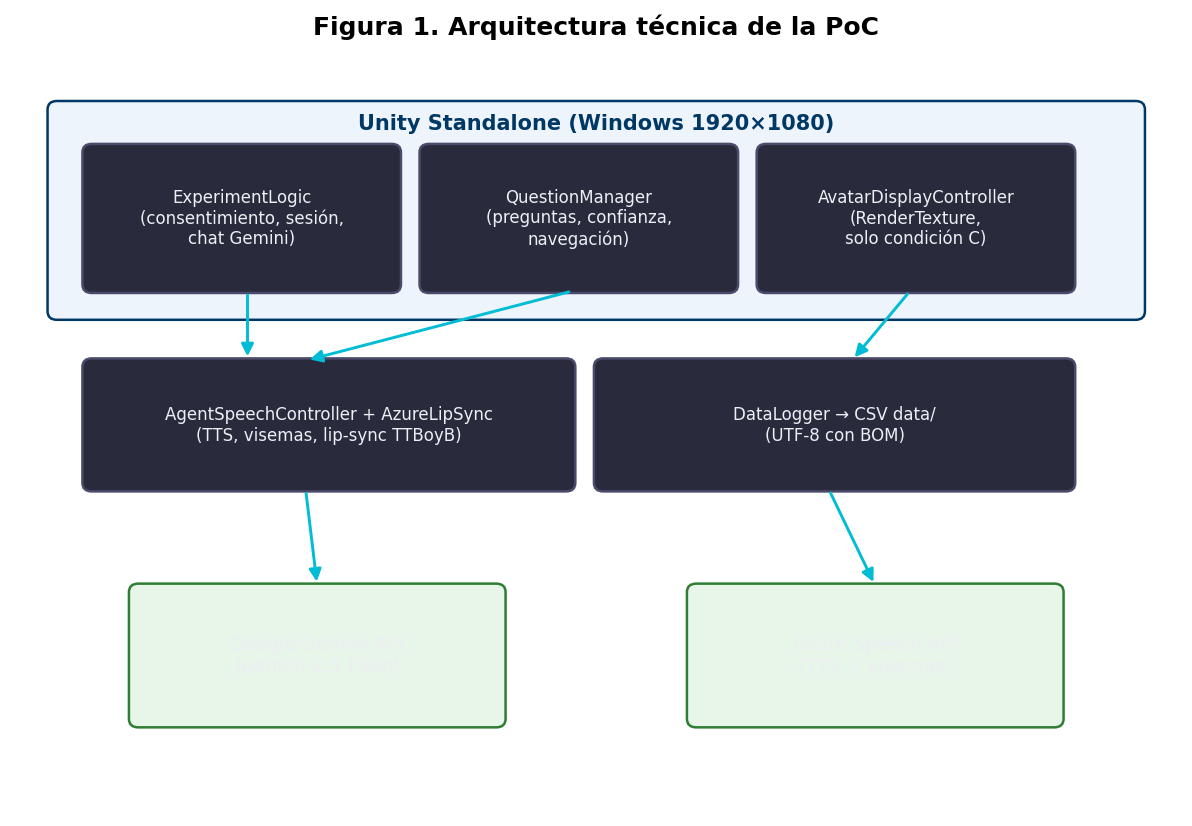 Figura 1. Arquitectura técnica de la PoC
Unity Standalone (Windows 1920×1080)
ExperimentLogic
(consentimiento, sesión,
chat Gemini)
QuestionManager
(preguntas, confianza,
navegación)
AvatarDisplayController
(RenderTexture,
solo condición C)
AgentSpeechController + AzureLipSync
(TTS, visemas, lip-sync TTBoyB)
DataLogger → CSV data/
(UTF-8 con BOM)